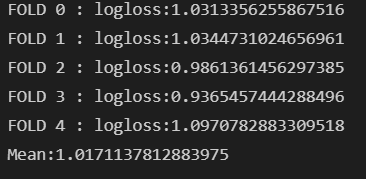 FOLD 0 : logloss:1.0313356255867516
FOLD 1 : logloss:1.0344731024656961
FOLD 2 : logloss:0.9861361456297385
FOLD 3 : logloss:0.9365457444288496
FOLD 4 : logloss:1.0970782883309518
Mean:1.0171137812883975